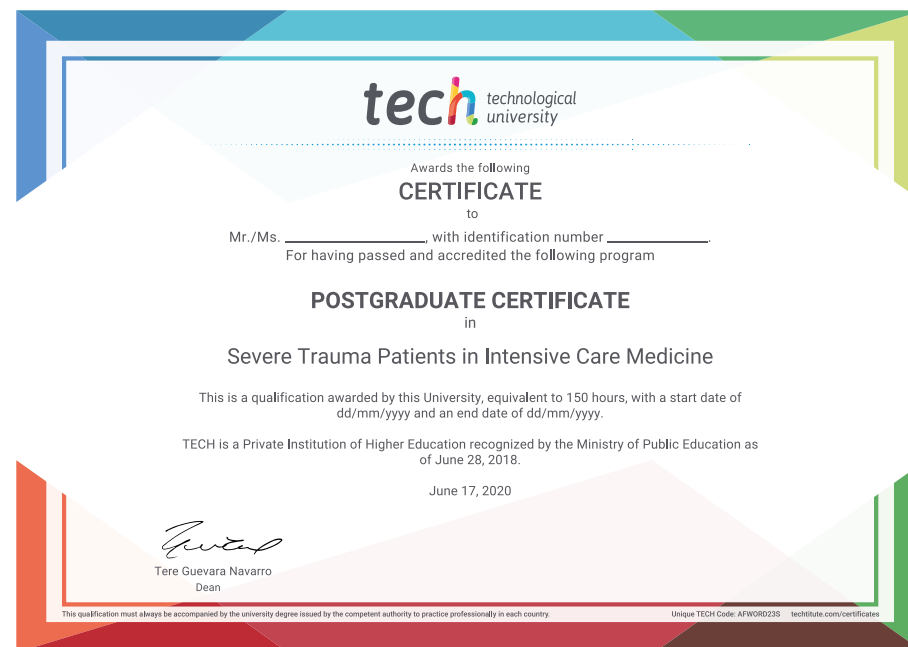 tech technological
university
Awards the following
CERTIFICATE
to
Mr./Ms. ____________, with identification number ____________.
For having passed and accredited the following program
POSTGRADUATE CERTIFICATE
in
Severe Trauma Patients in Intensive Care Medicine
This is a qualification awarded by this University, equivalent to 150 hours, with a start date of
dd/mm/yyyy and an end date of dd/mm/yyyy.
TECH is a Private Institution of Higher Education recognized by the Ministry of Public Education as
of June 28, 2018.
June 17, 2020
Tere Guevara Navarro
Dean
This qualification must always be accompanied by the university degree issued by the competent authority to practice professionally in each country. Unique TECH Code: AFWORD23S techtitute.com/certificates